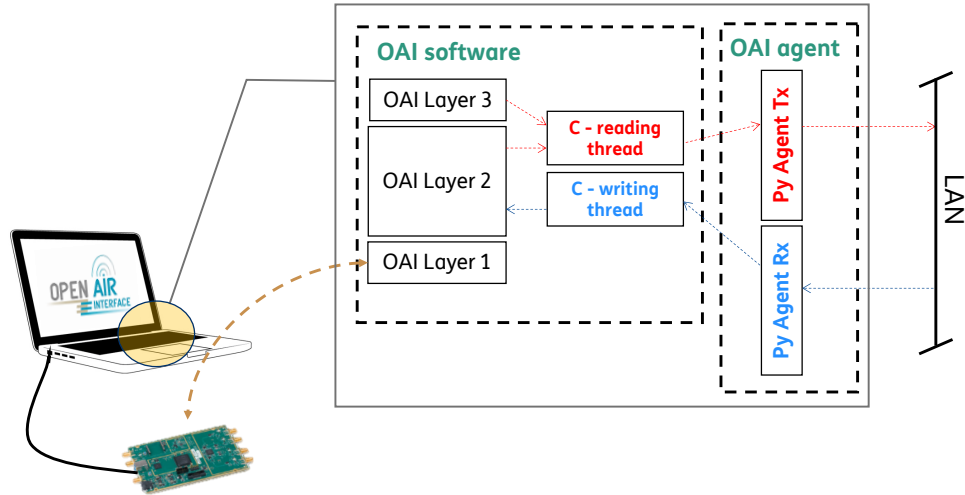 OAI software
OAI agent
OAI Layer 3
C - reading
thread
OAI Layer 2
C - writing
thread
OAI Layer 1
Py Agent Tx
Py Agent Rx
LAN
OPEN AIR
INTERFACE